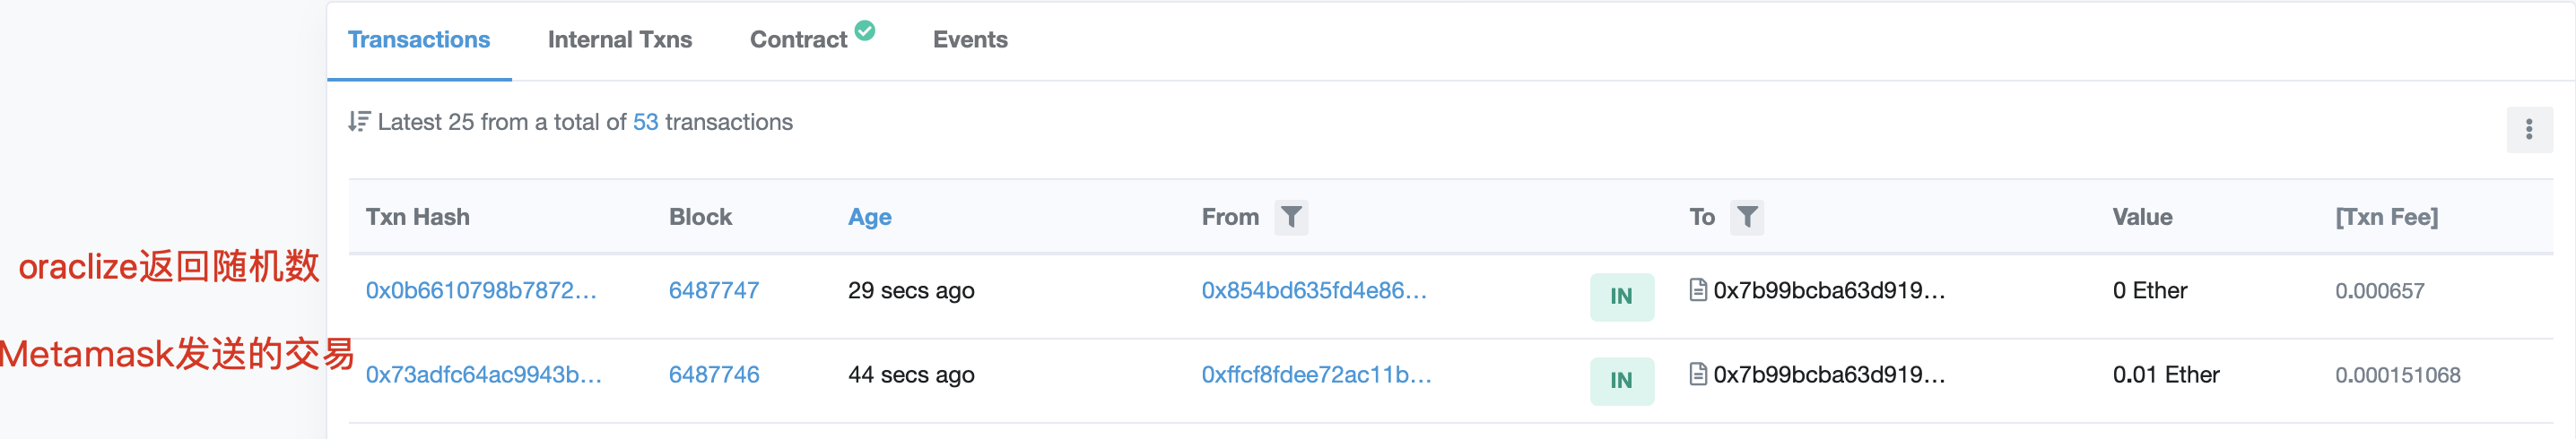 Transactions Internal Txns Contract Events
Latest 25 from a total of 53 transactions
Txn Hash Block Age From To Value [Txn Fee]
oraclize返回随机数
0x0b6610798b7872... 6487747 29 secs ago 0x854bd635fd4e86... IN 0x7b99bcba63d919... 0 Ether 0.000657
Metamask发送的交易
0x73adfc64ac9943b... 6487746 44 secs ago 0xffcf8fdee72ac11b... IN 0x7b99bcba63d919... 0.01 Ether 0.000151068